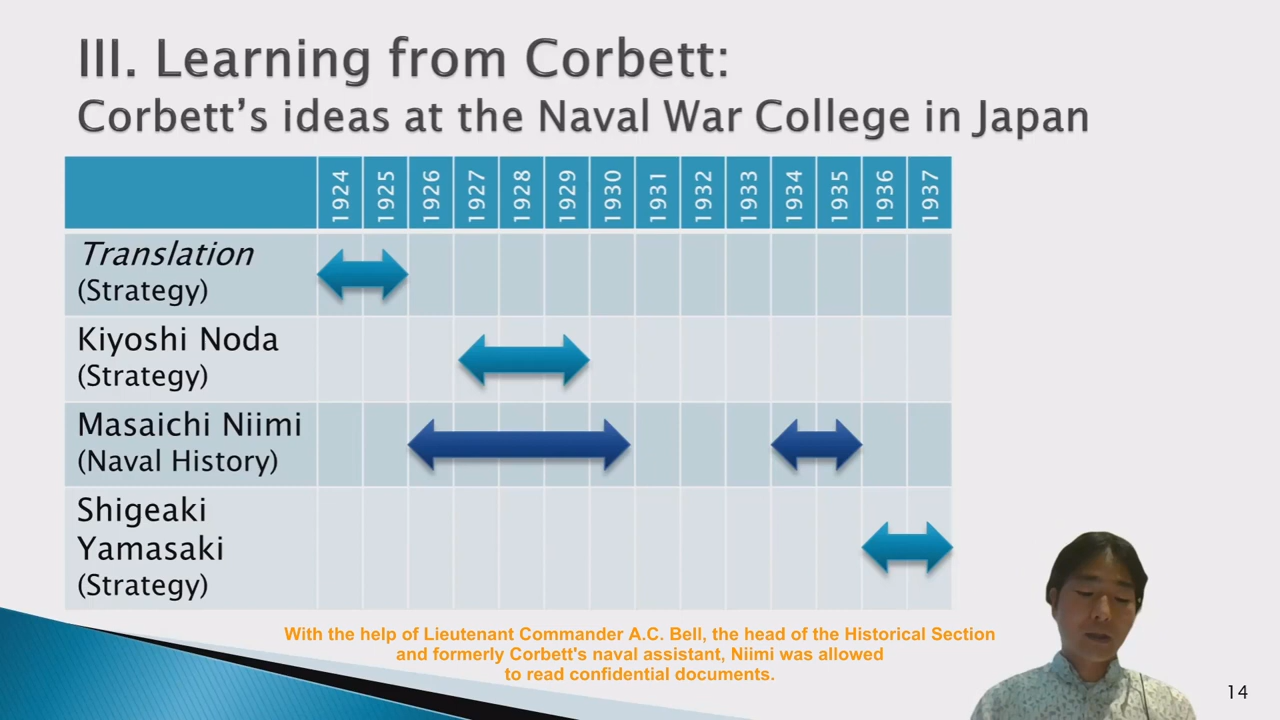 III. Learning from Corbett:
Corbett’s ideas at the Naval War College in Japan
1924 1925 1926 1927 1928 1929 1930 1931 1932 1933 1934 1935 1936 1937
Translation
(Strategy)
Kiyoshi Noda
(Strategy)
Masaichi Niimi
(Naval History)
Shigeaki
Yamasaki
(Strategy)
With the help of Lieutenant Commander A.C. Bell, the head of the Historical Section
and formerly Corbett's naval assistant, Niimi was allowed
to read confidential documents.
14